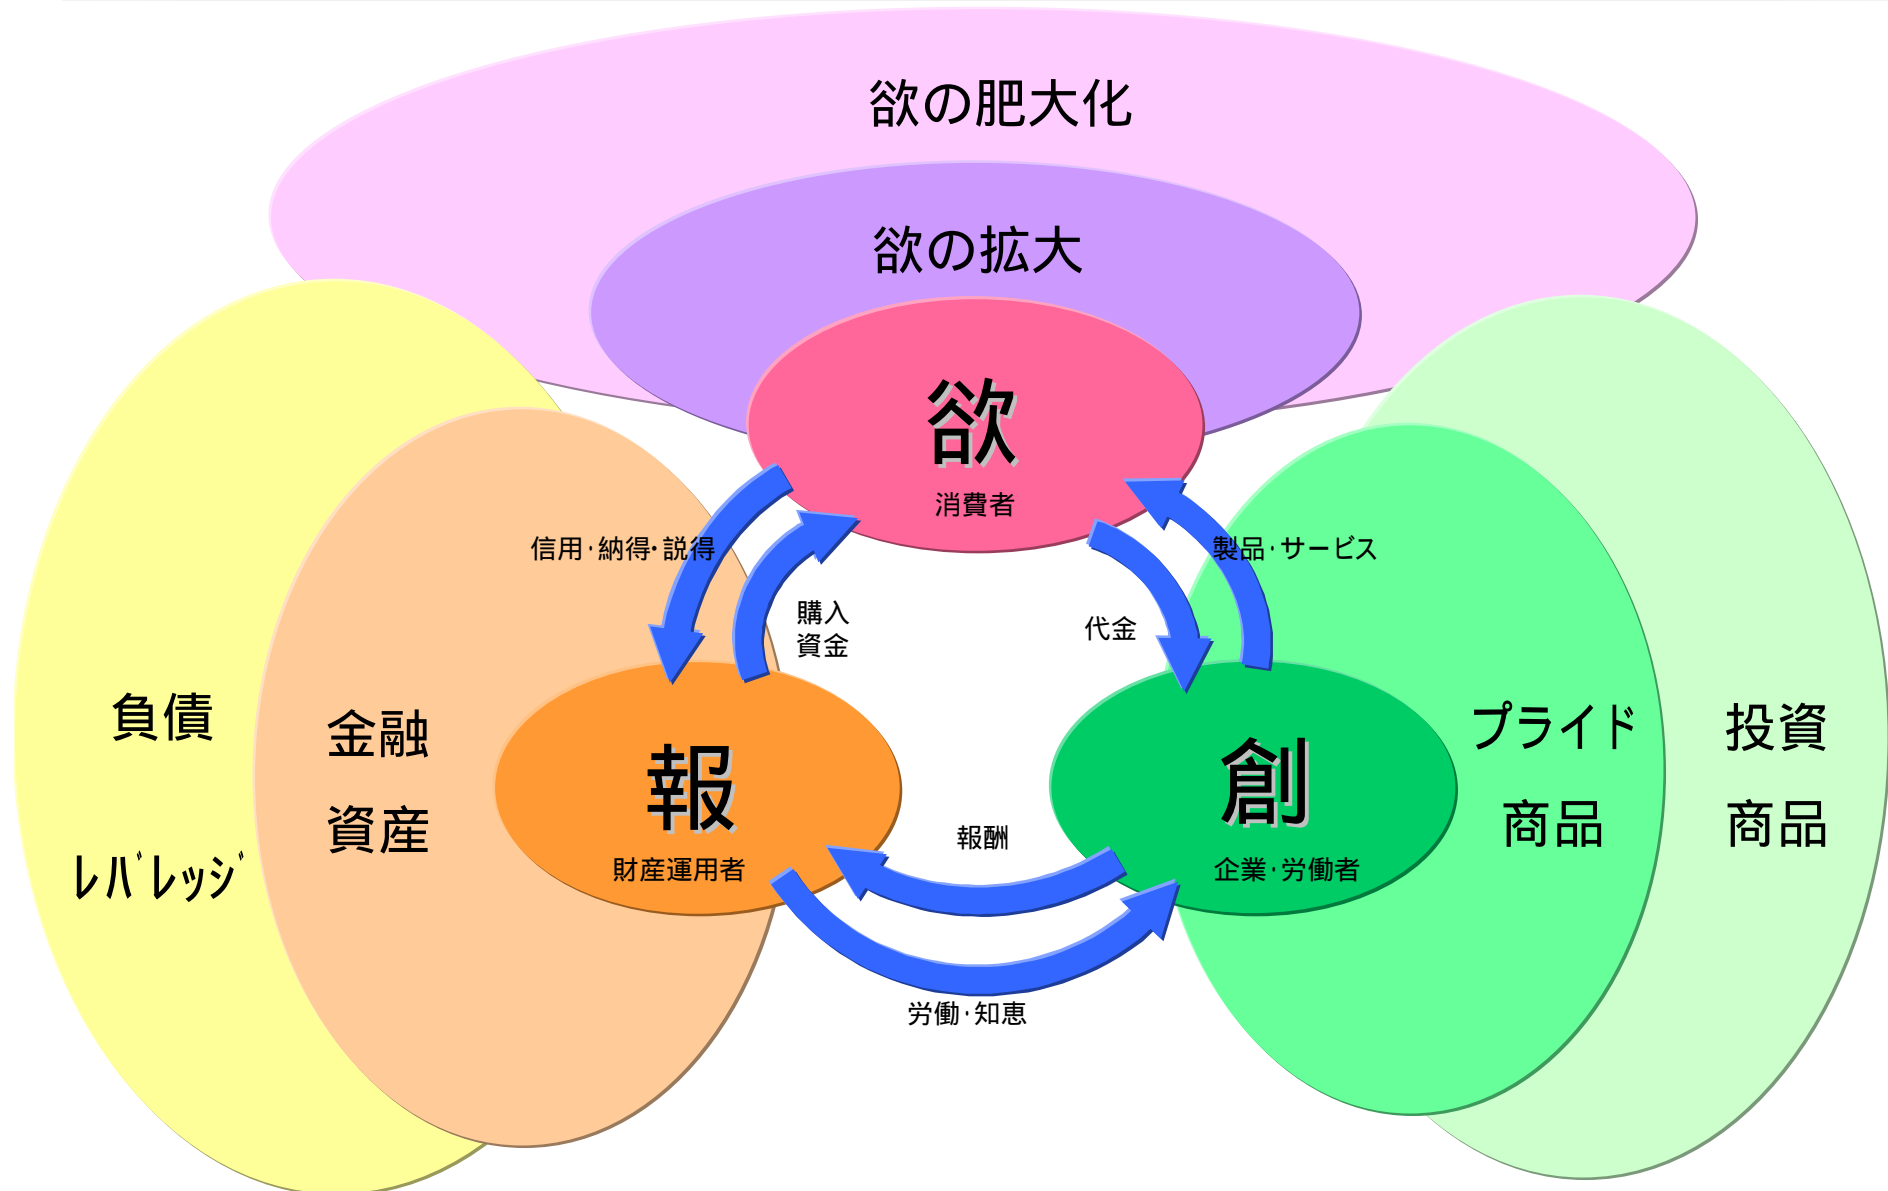 欲の肥大化
欲の拡大
欲
消費者
信用･納得･説得
製品･サービス
購入
資金
代金
負債
レバレッジ
金融
資産
報
財産運用者
報酬
創
企業･労働者
プライド
商品
投資
商品
労働･知恵